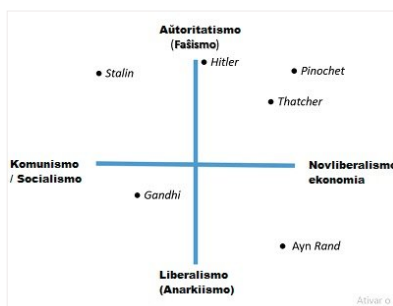 Aŭtoritatismo
(Faŝismo)
Hitler
Stalin
Pinochet
Thatcher
Komunismo
/ Socialismo
Novliberalismo
ekonomia
Gandhi
Ayn Rand
Liberalismo
(Anarkiismo)
Ativar o